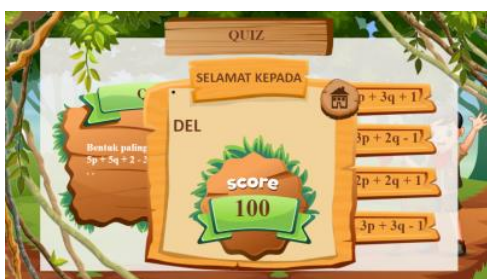 QUIZ
SELAMAT KEPADA
DEL
score
100
Bentuk paling
5p + 5q + 2 - 3
p + 3q + 1
3p + 2q - 1
2p + 2q + 1
3p + 3q - 1